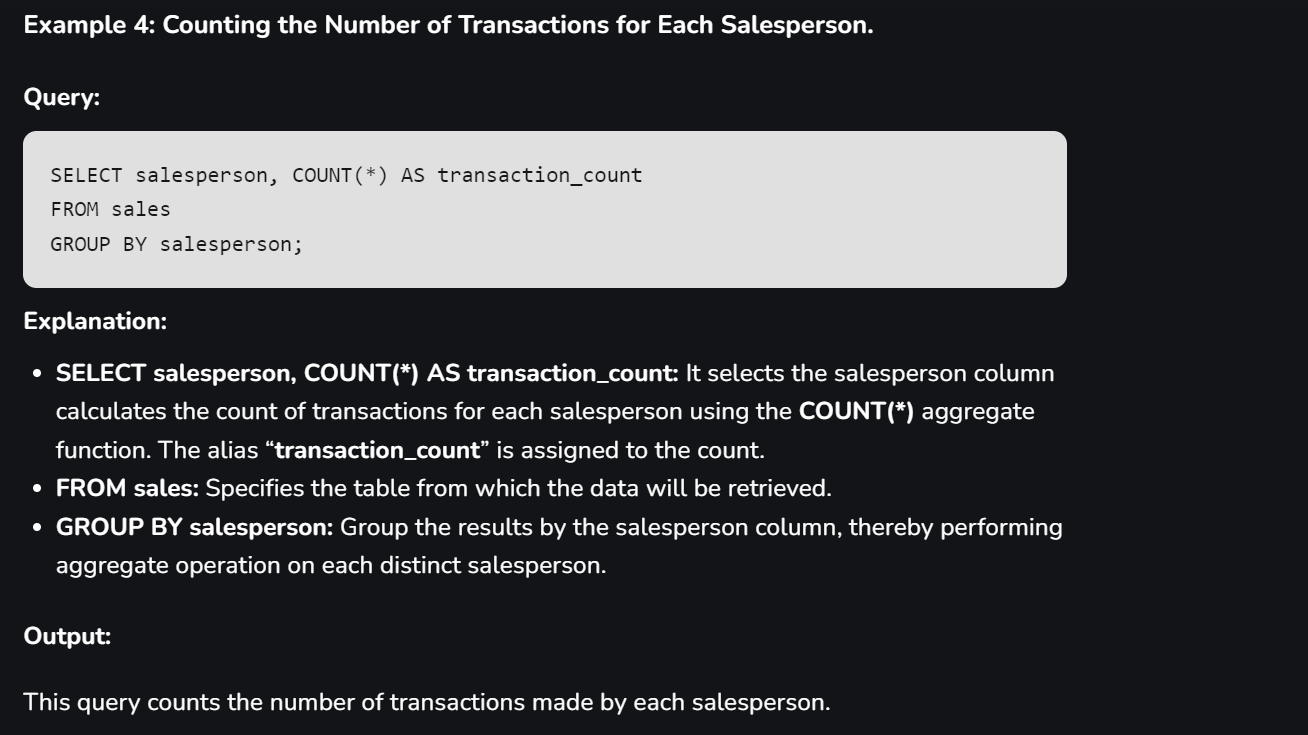 Example 4: Counting the Number of Transactions for Each Salesperson.
Query:
SELECT salesperson, COUNT(*) AS transaction_count
FROM sales
GROUP BY salesperson;
Explanation:
• SELECT salesperson, COUNT(*) AS transaction_count: It selects the salesperson column
calculates the count of transactions for each salesperson using the COUNT(*) aggregate
function. The alias “transaction_count” is assigned to the count.
• FROM sales: Specifies the table from which the data will be retrieved.
• GROUP BY salesperson: Group the results by the salesperson column, thereby performing
aggregate operation on each distinct salesperson.
Output:
This query counts the number of transactions made by each salesperson.